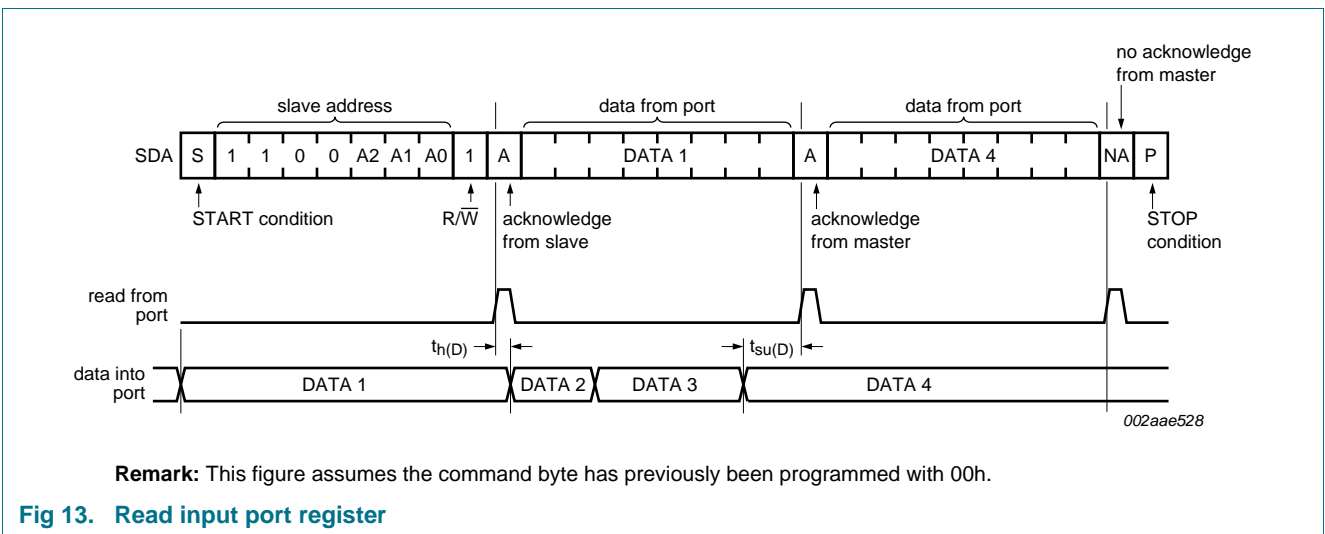 no acknowledge
from master
slave address
data from port
data from port
SDA S 1 1 0 0 A2 A1 A0 1 A DATA 1 A DATA 4 NA P
START condition
R/W̅
acknowledge
from slave
acknowledge
from master
STOP
condition
read from
port
th(D)
tsu(D)
data into
port
DATA 1 DATA 2 DATA 3 DATA 4
002aae528
Remark: This figure assumes the command byte has previously been programmed with 00h.
Fig 13. Read input port register